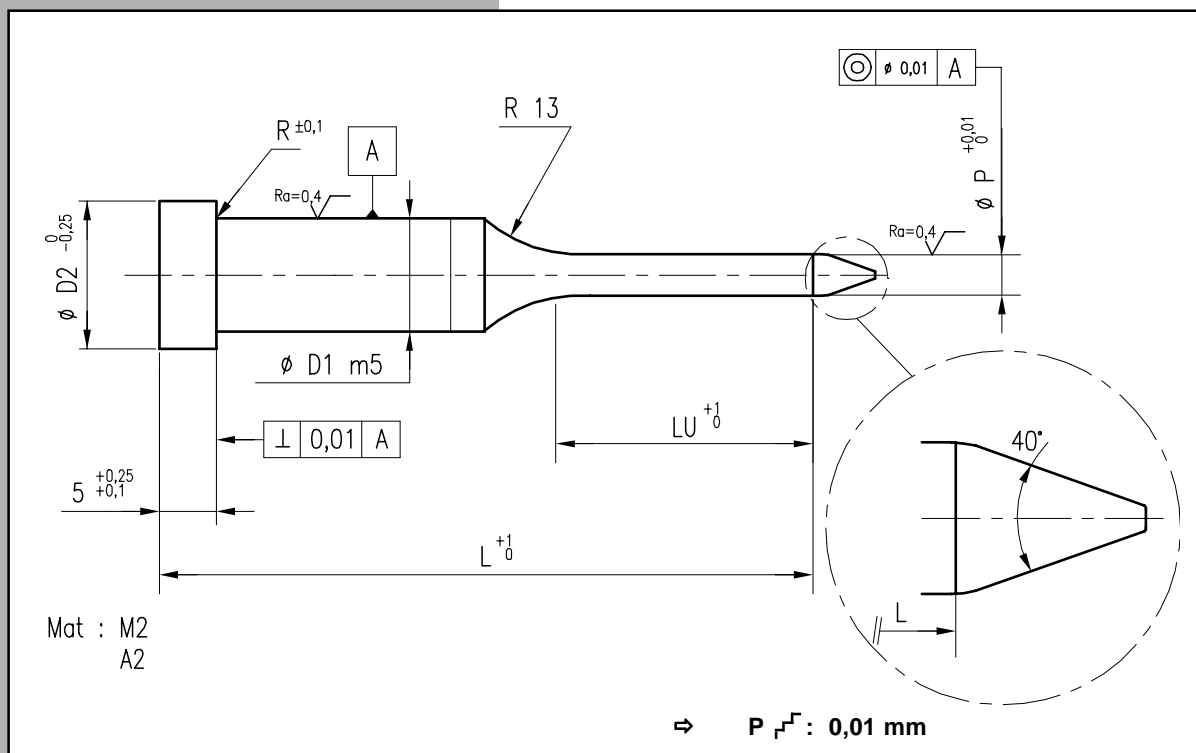 ◎ ⌀ 0,01 A
R 13
R ±0,1
A
Ra=0,4
⌀ P +0,01 0
Ra=0,4
⌀ D2 0 -0,25
⌀ D1 m5
⊥ 0,01 A
LU +1 0
40°
5 +0,25 +0,1
L +1 0
L
Mat : M2
A2
⇨ P : 0,01 mm